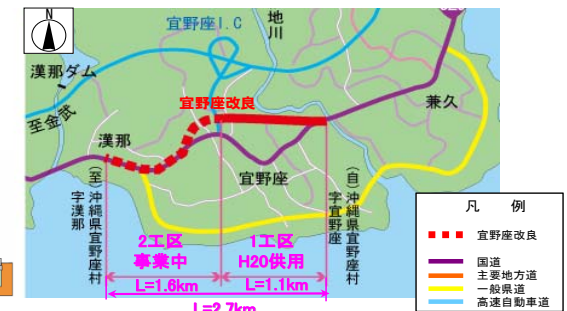 N
宜野座I.C
地川
漢那ダム
宜野座改良
至金武
漢那
兼久
宜野座
(至)沖縄県宜野座村
字漢那
(自)沖縄県宜野座村
字宜野座
2工区
事業中
L=1.6km
1工区
H20供用
L=1.1km
L=2.7km
凡 例
宜野座改良
国道
主要地方道
一般県道
高速自動車道